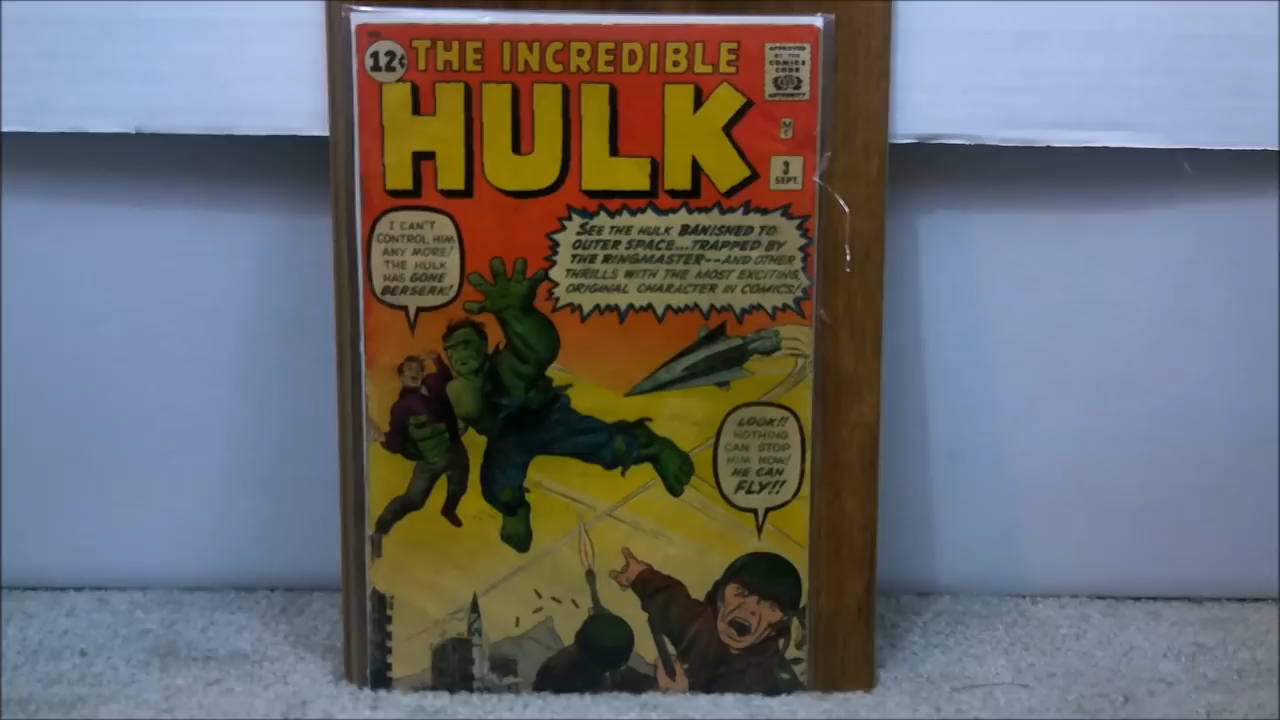 12¢
THE INCREDIBLE
HULK
APPROVED
BY THE
COMICS
CODE
AUTHORITY
M
C
3
SEPT.
I CAN'T
CONTROL HIM
ANY MORE!
THE HULK
HAS GONE
BERSERK!
SEE THE HULK BANISHED TO
OUTER SPACE...TRAPPED BY
THE RINGMASTER--AND OTHER
THRILLS WITH THE MOST EXCITING,
ORIGINAL CHARACTER IN COMICS!
LOOK!!
NOTHING
CAN STOP
HIM NOW!
HE CAN
FLY!!